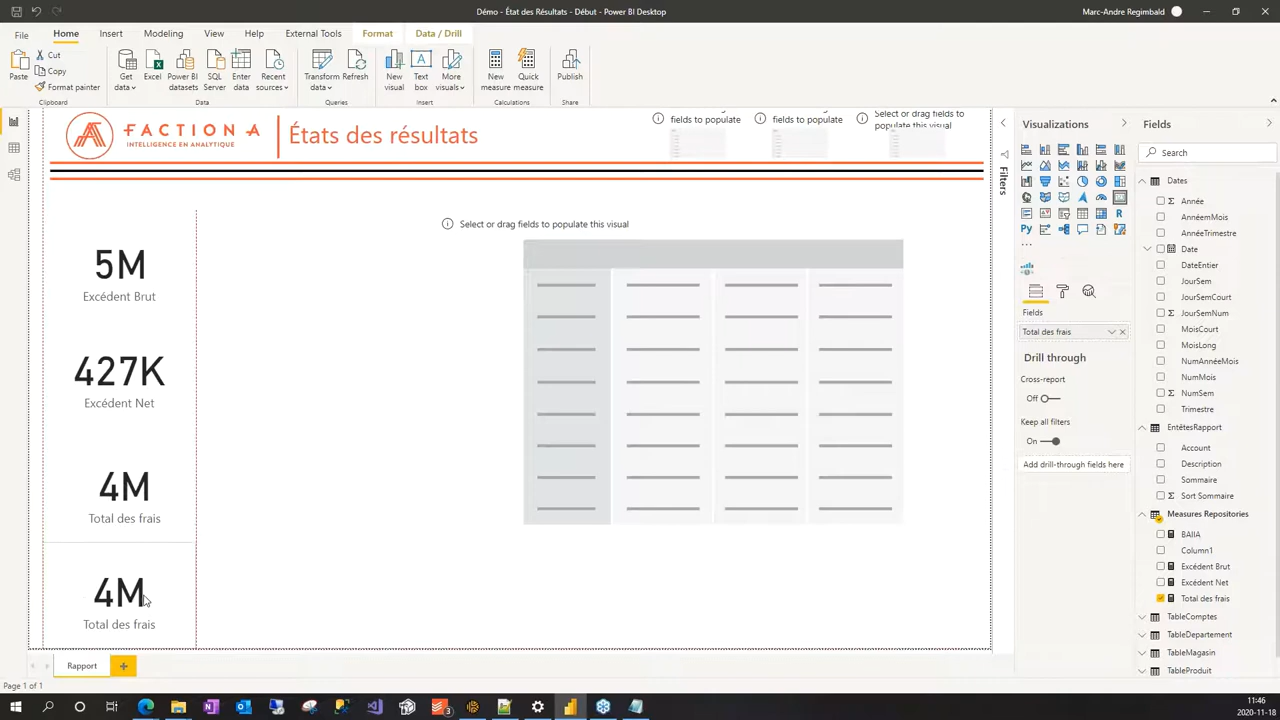 Démo - État des Résultats - Début - Power BI Desktop
Marc-Andre Regimbald
File Home Insert Modeling View Help External Tools Format Data / Drill
Paste
Cut
Copy
Format painter
Clipboard
Get data
Excel
Power BI datasets
SQL Server
Enter data
Recent sources
Data
Transform data
Refresh
Queries
New visual
Text box
More visuals
Insert
New measure
Quick measure
Calculations
Publish
Share
FACTION A
INTELLIGENCE EN ANALYTIQUE
États des résultats
fields to populate
fields to populate
Select or drag fields to
populate this visual
5M
Excédent Brut
427K
Excédent Net
4M
Total des frais
4M
Total des frais
Select or drag fields to populate this visual
Filters
Visualizations
R
Py
Fields
Total des frais
Drill through
Cross-report
Off
Keep all filters
On
Add drill-through fields here
Fields
Search
Dates
Année
AnnéemMois
AnnéeTrimestre
Date
DateEntier
JourSem
JourSemCourt
JourSemNum
MoisCourt
MoisLong
NumAnnéeMois
NumMois
NumSem
Trimestre
EntêtesRapport
Account
Description
Sommaire
Sort Sommaire
Measures Repositories
BAIIA
Column1
Excédent Brut
Excédent Net
Total des frais
TableComptes
TableDepartement
TableMagasin
TableProduit
Rapport
Page 1 of 1
11:46
2020-11-18